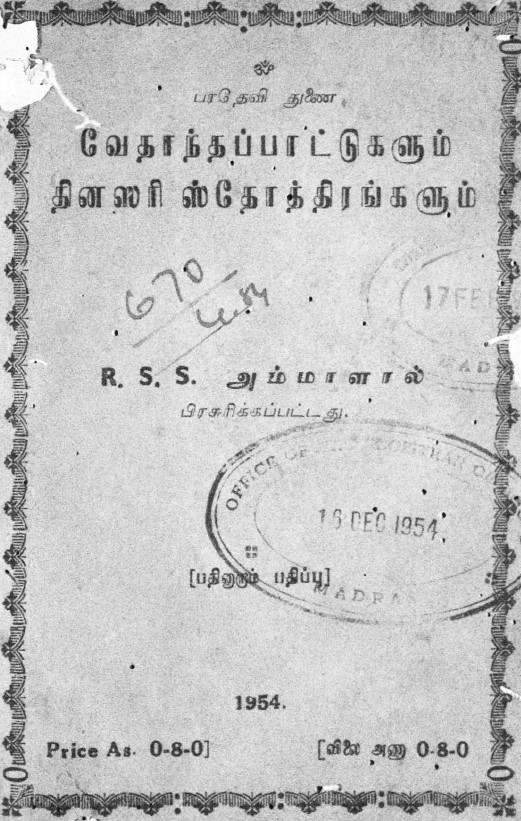 ॐ
பரதேவி துணை.
வேதாந்தப்பாட்டுகளும்
தினஸரி ஸ்தோத்திரங்களும்
670
17 FEB
MADRAS
R. S. S. அம்மாளால்
பிரசுரிக்கப்பட்டது.
OFFICE OF
16 DEC 1954
MADRAS
[பதினாறாம் பதிப்பு]
1954.
Price As. 0-8-0]
[விலை அணா 0-8-0